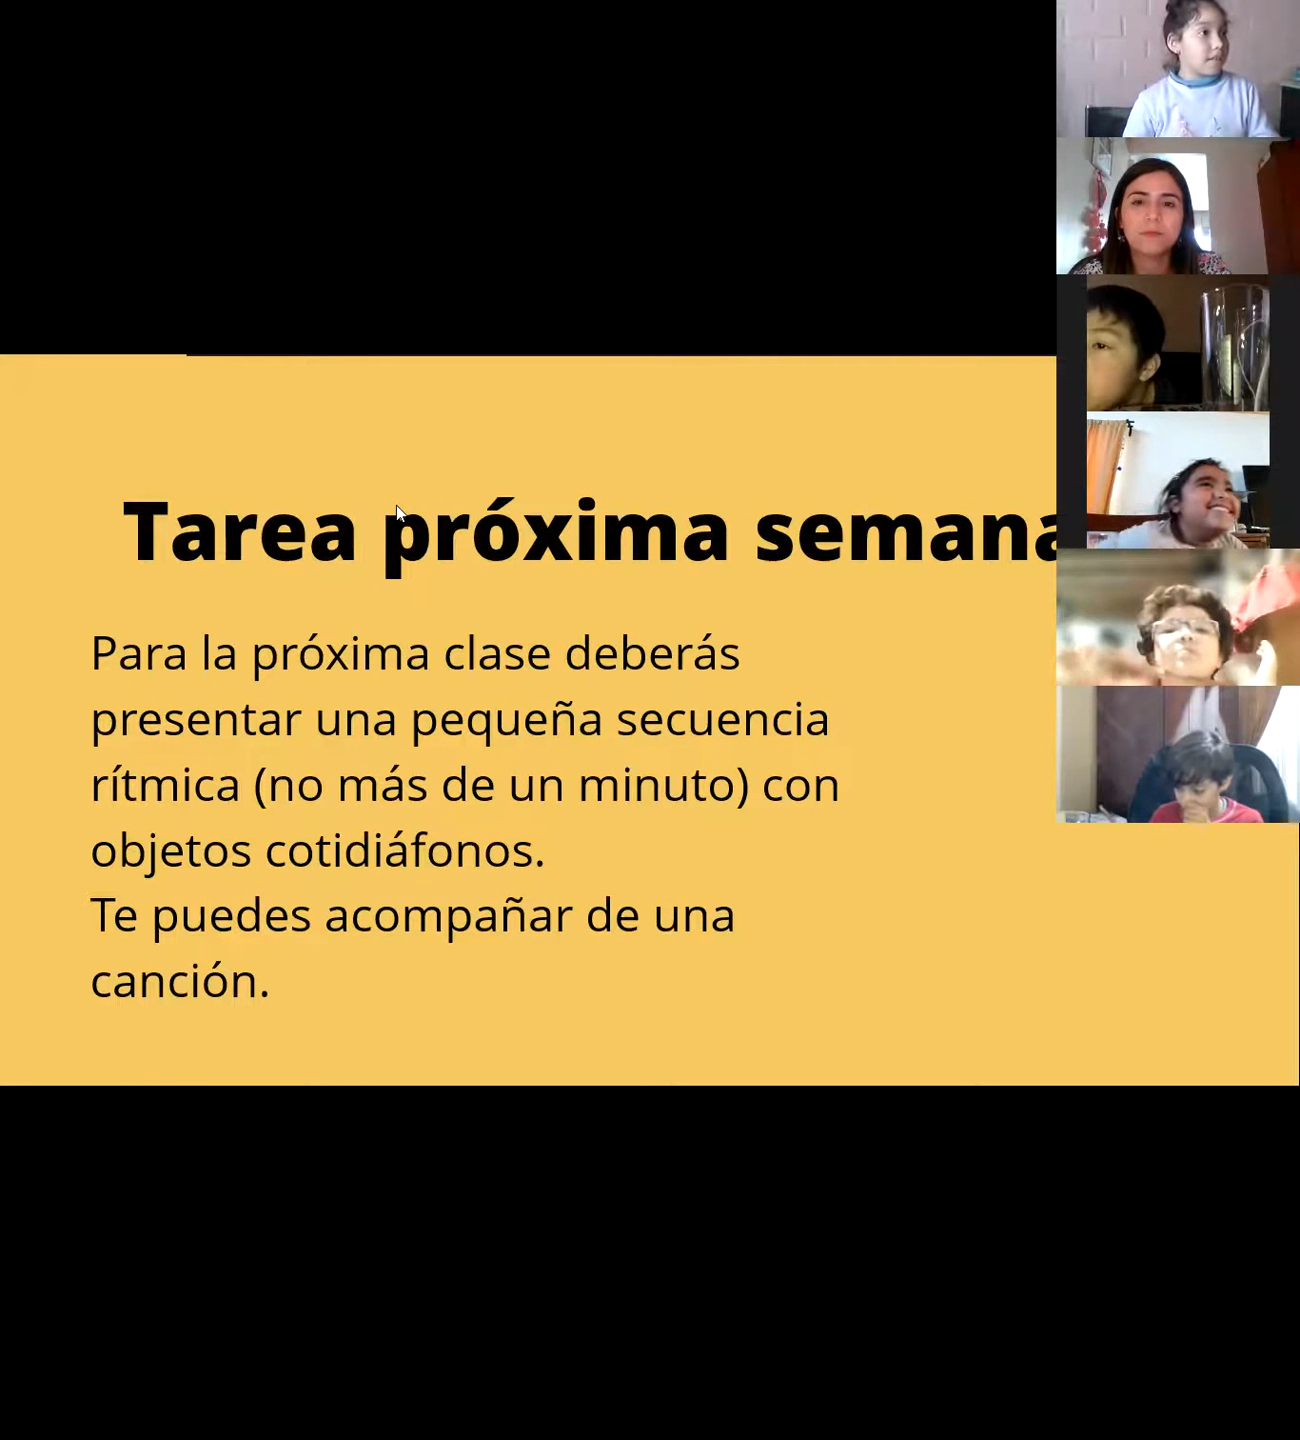 Tarea próxima semana
Para la próxima clase deberás
presentar una pequeña secuencia
rítmica (no más de un minuto) con
objetos cotidiáfonos.
Te puedes acompañar de una
canción.